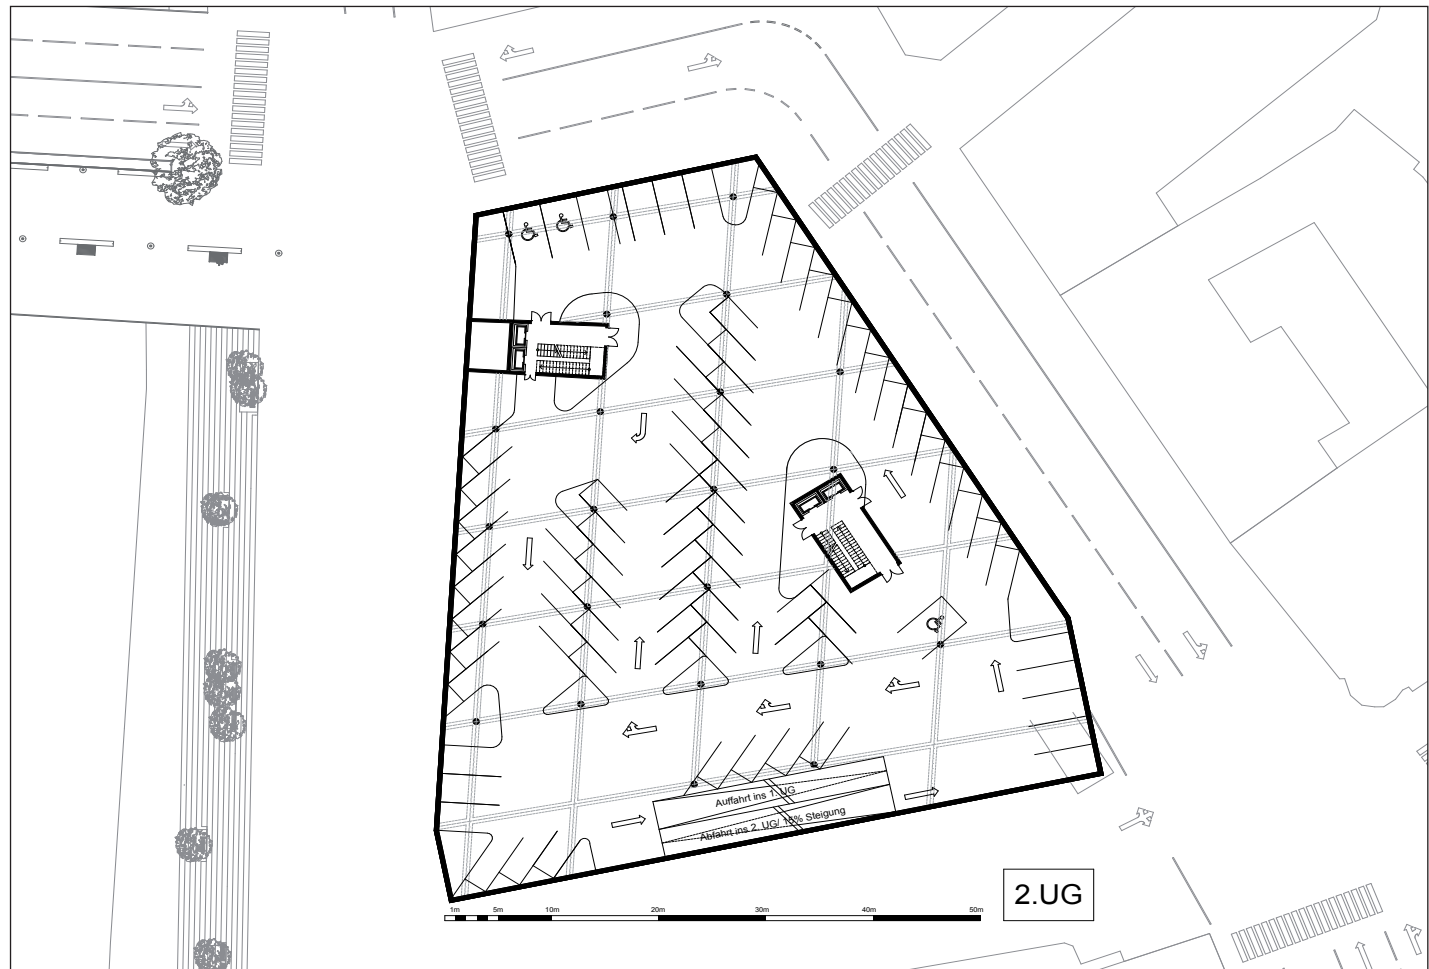 Auffahrt ins 1. UG
Abfahrt ins 2. UG/ 15% Steigung
2.UG
1m 5m 10m 20m 30m 40m 50m